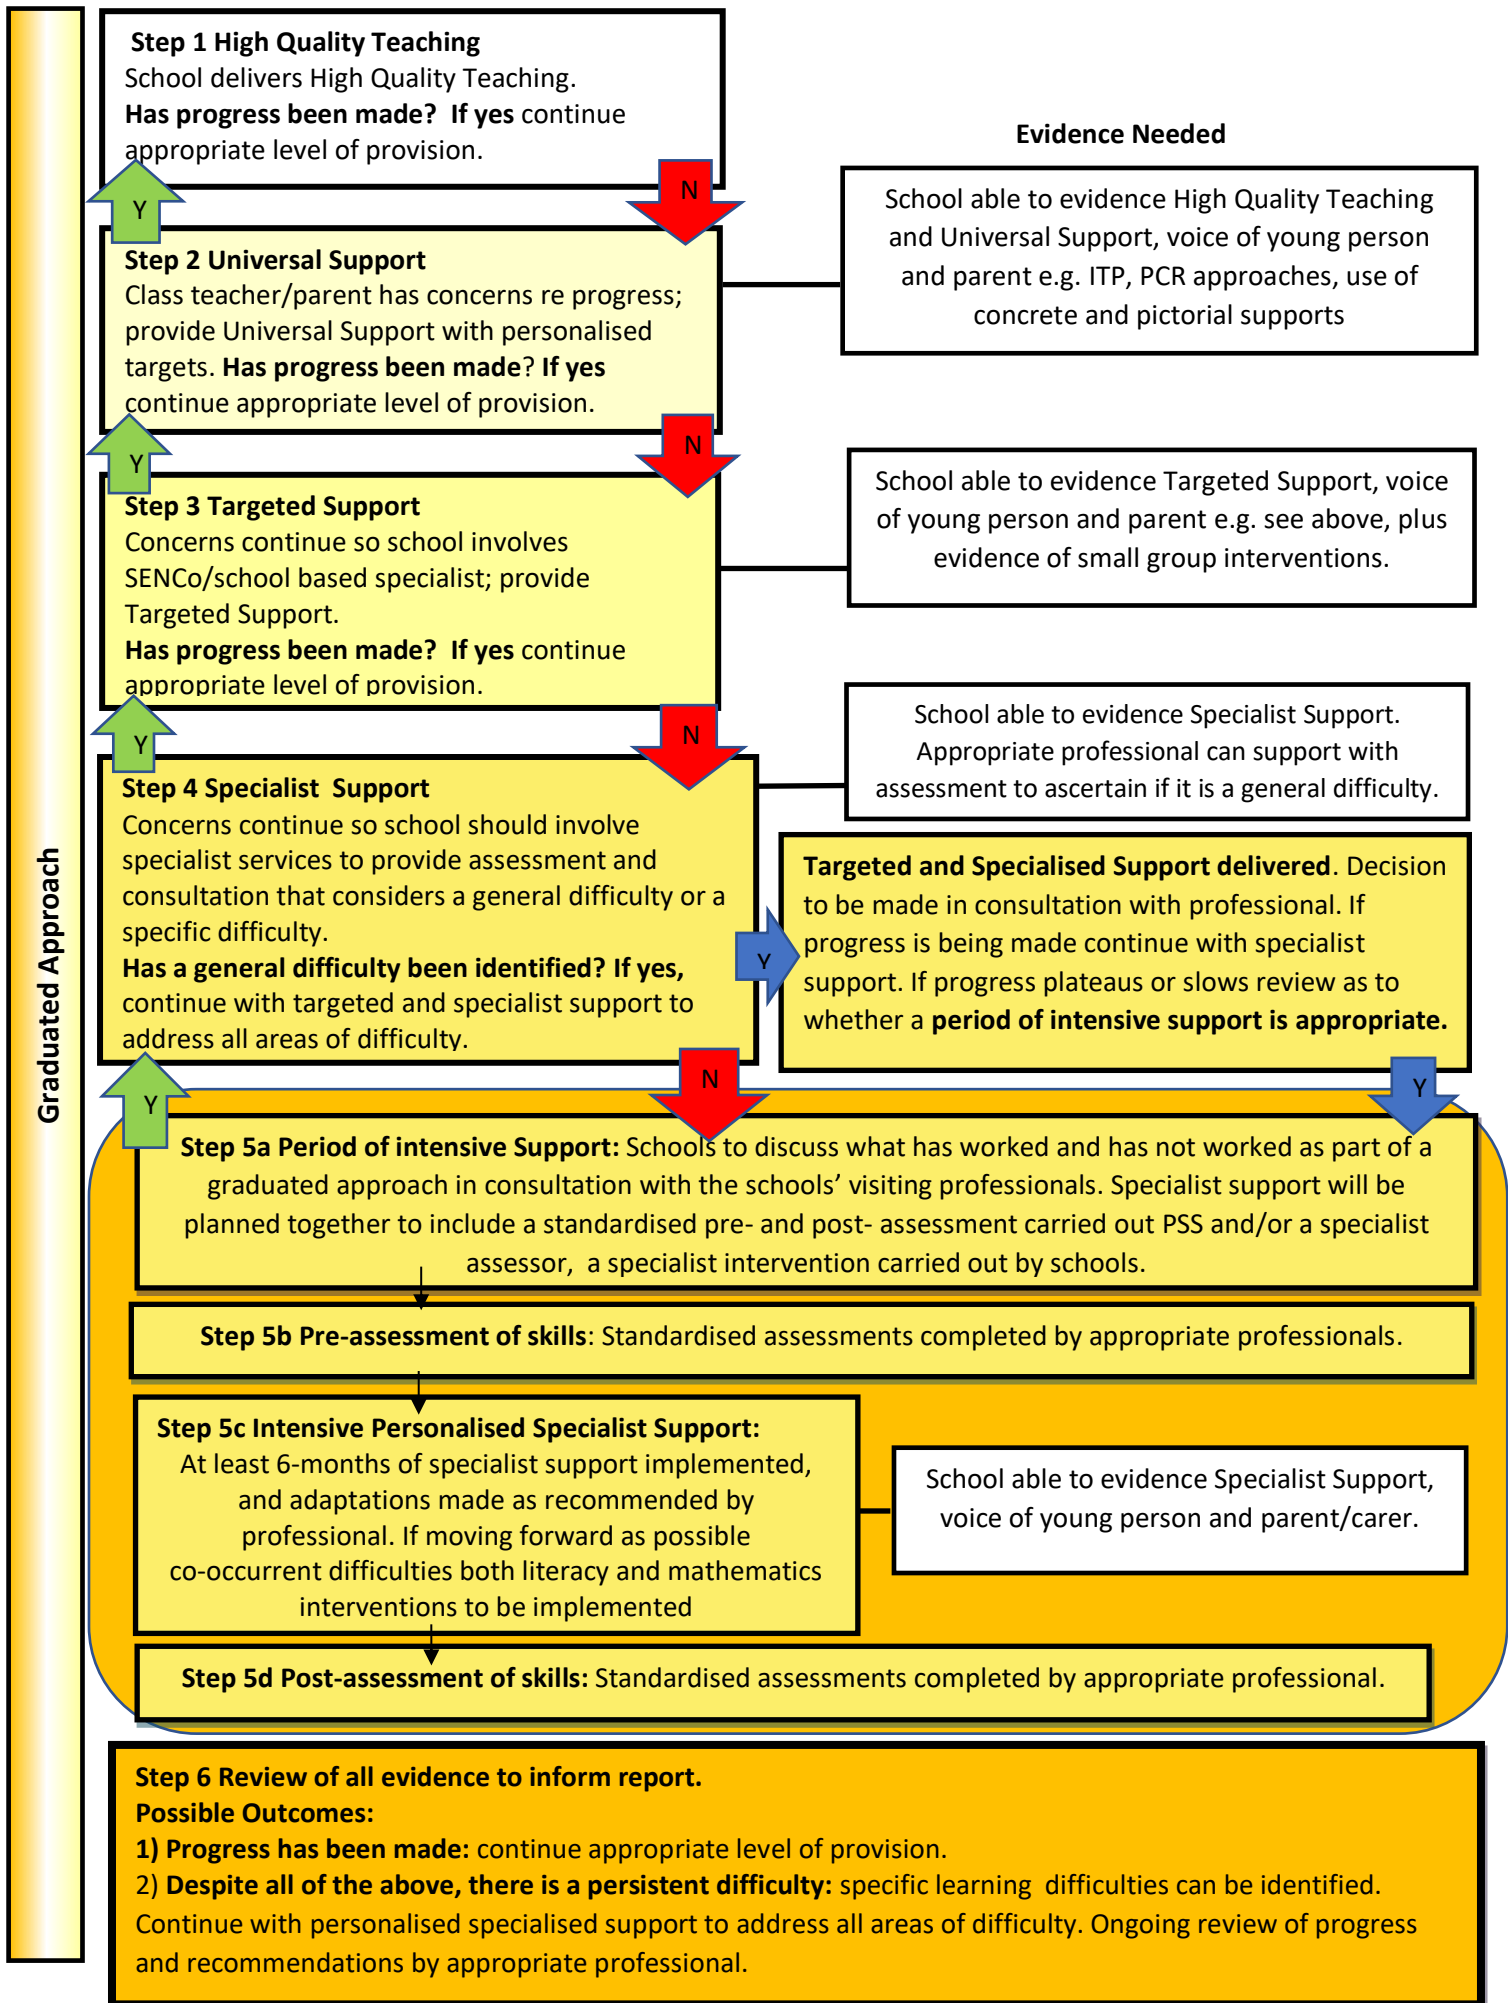 Graduated Approach
Step 1 High Quality Teaching
School delivers High Quality Teaching.
Has progress been made?  If yes continue
appropriate level of provision.
Y
N
Evidence Needed
School able to evidence High Quality Teaching
and Universal Support, voice of young person
and parent e.g. ITP, PCR approaches, use of
concrete and pictorial supports
Step 2 Universal Support
Class teacher/parent has concerns re progress;
provide Universal Support with personalised
targets. Has progress been made? If yes
continue appropriate level of provision.
Y
N
School able to evidence Targeted Support, voice
of young person and parent e.g. see above, plus
evidence of small group interventions.
Step 3 Targeted Support
Concerns continue so school involves
SENCo/school based specialist; provide
Targeted Support.
Has progress been made?  If yes continue
appropriate level of provision.
Y
N
School able to evidence Specialist Support.
Appropriate professional can support with
assessment to ascertain if it is a general difficulty.
Step 4 Specialist  Support
Concerns continue so school should involve
specialist services to provide assessment and
consultation that considers a general difficulty or a
specific difficulty.
Has a general difficulty been identified? If yes,
continue with targeted and specialist support to
address all areas of difficulty.
Y
Targeted and Specialised Support delivered. Decision
to be made in consultation with professional. If
progress is being made continue with specialist
support. If progress plateaus or slows review as to
whether a period of intensive support is appropriate.
Y
N
Y
Step 5a Period of intensive Support: Schools to discuss what has worked and has not worked as part of a
graduated approach in consultation with the schools’ visiting professionals. Specialist support will be
planned together to include a standardised pre- and post- assessment carried out PSS and/or a specialist
assessor,  a specialist intervention carried out by schools.
Step 5b Pre-assessment of skills: Standardised assessments completed by appropriate professionals.
Step 5c Intensive Personalised Specialist Support:
At least 6-months of specialist support implemented,
and adaptations made as recommended by
professional. If moving forward as possible
co-occurrent difficulties both literacy and mathematics
interventions to be implemented
School able to evidence Specialist Support,
voice of young person and parent/carer.
Step 5d Post-assessment of skills: Standardised assessments completed by appropriate professional.
Step 6 Review of all evidence to inform report.
Possible Outcomes:
1) Progress has been made: continue appropriate level of provision.
2) Despite all of the above, there is a persistent difficulty: specific learning  difficulties can be identified.
Continue with personalised specialised support to address all areas of difficulty. Ongoing review of progress
and recommendations by appropriate professional.